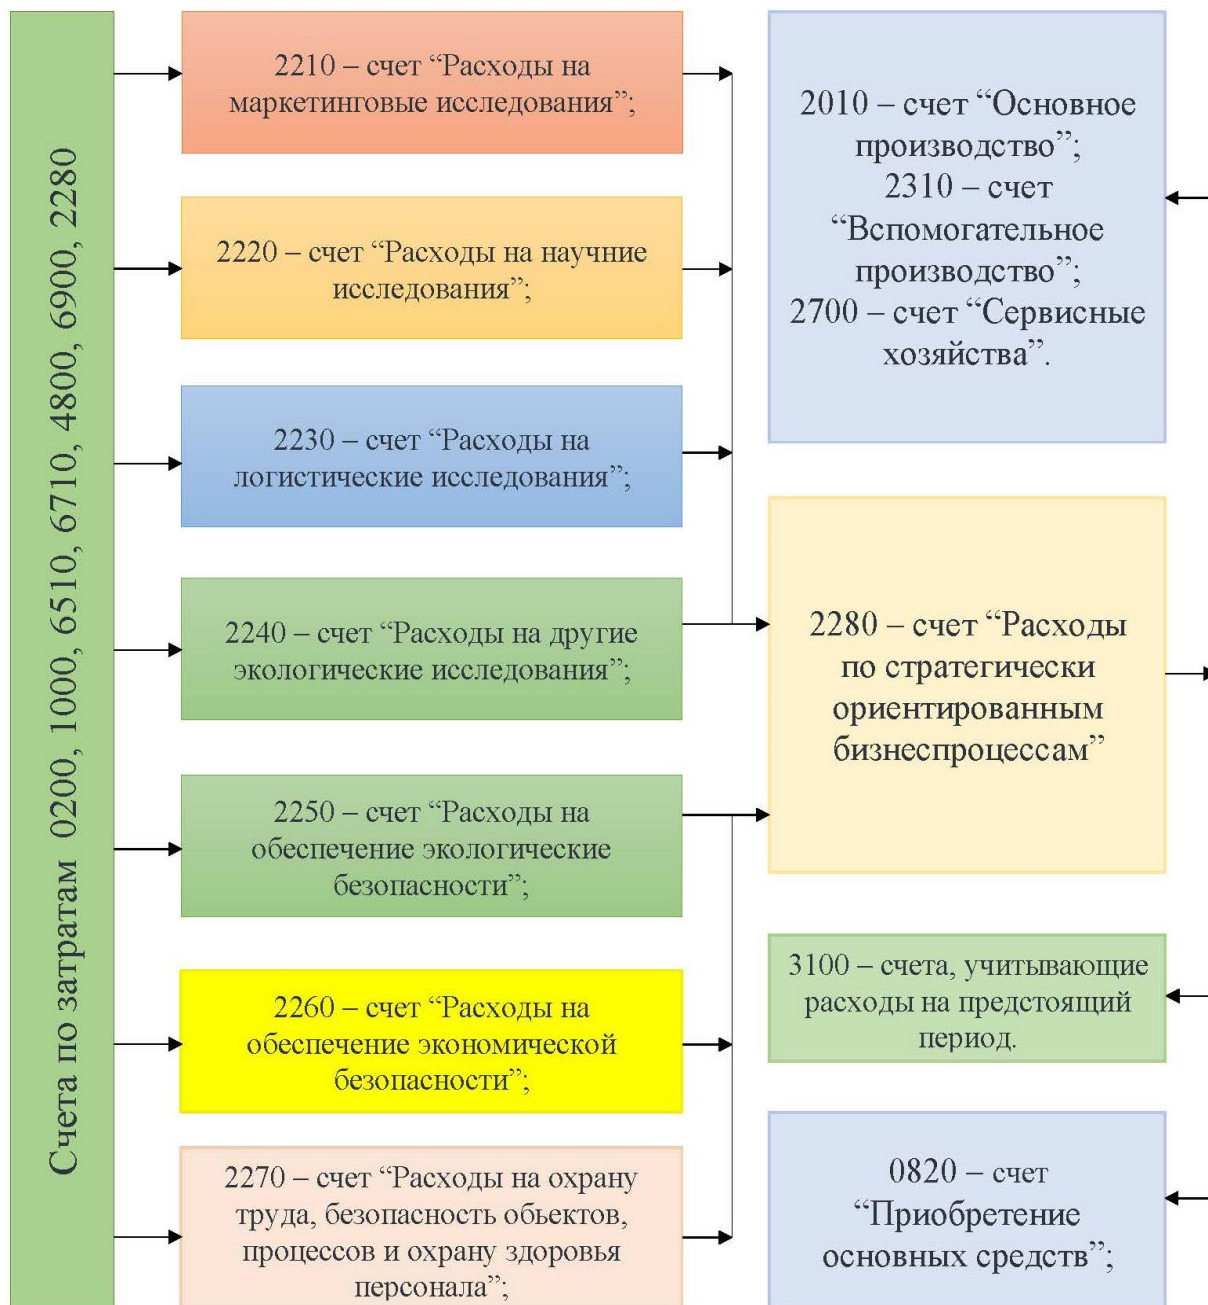 Счета по затратам 0200, 1000, 6510, 6710, 4800, 6900, 2280
2210 – счет “Расходы на
маркетинговые исследования”;
2220 – счет “Расходы на научние
исследования”;
2230 – счет “Расходы на
логистические исследования”;
2240 – счет “Расходы на другие
экологические исследования”;
2250 – счет “Расходы на
обеспечение экологические
безопасности”;
2260 – счет “Расходы на
обеспечение экономической
безопасности”;
2270 – счет “Расходы на охрану
труда, безопасность обьектов,
процессов и охрану здоровья
персонала”;
2010 – счет “Основное
производство”;
2310 – счет
“Вспомогательное
производство”;
2700 – счет “Сервисные
хозяйства”.
2280 – счет “Расходы
по стратегически
ориентированным
бизнеспроцессам”
3100 – счета, учитывающие
расходы на предстоящий
период.
0820 – счет
“Приобретение
основных средств”;